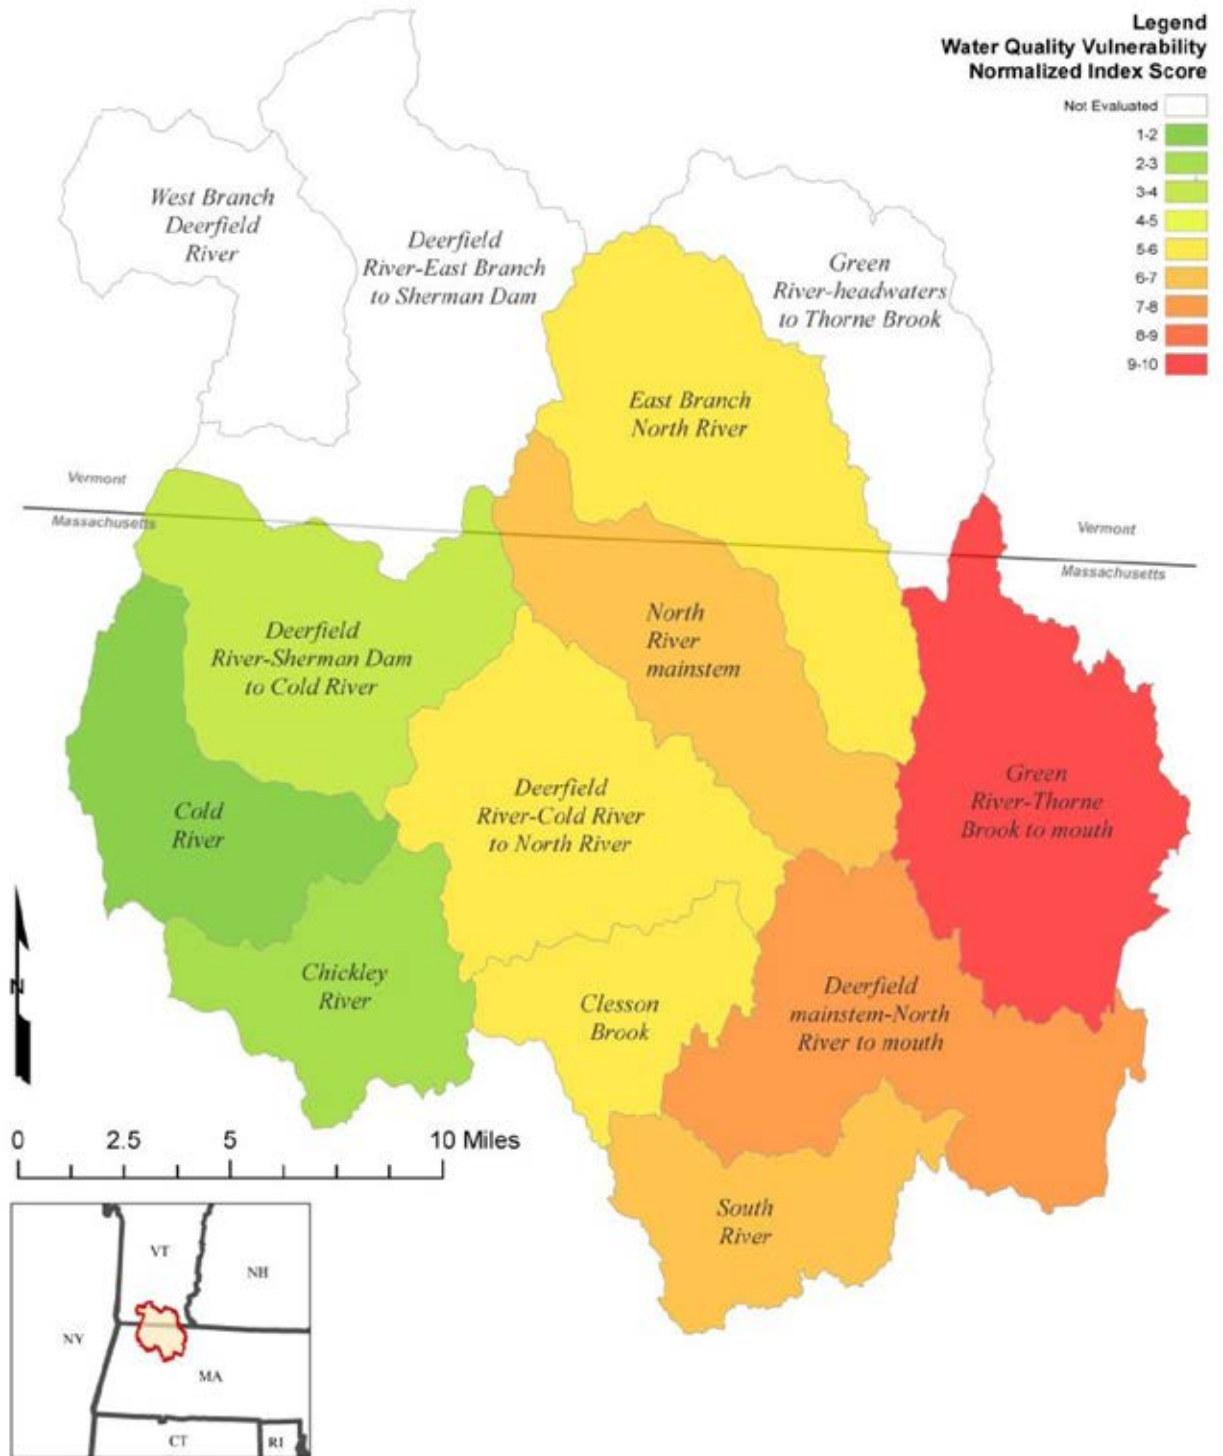 Legend
Water Quality Vulnerability
Normalized Index Score
Not Evaluated
1-2
2-3
3-4
4-5
5-6
6-7
7-8
8-9
9-10
West Branch
Deerfield
River
Deerfield
River-East Branch
to Sherman Dam
Green
River-headwaters
to Thorne Brook
East Branch
North River
Vermont
Massachusetts
Vermont
Massachusetts
Deerfield
River-Sherman Dam
to Cold River
North
River
mainstem
Cold
River
Deerfield
River-Cold River
to North River
Green
River-Thorne
Brook to mouth
Chickley
River
Clesson
Brook
Deerfield
mainstem-North
River to mouth
South
River
N
0 2.5 5 10 Miles
VT
NH
NY
MA
CT
RI